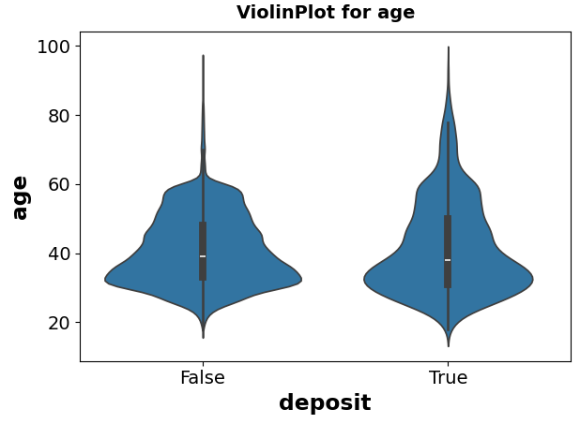 ViolinPlot for age
100
80
60
40
20
age
False
True
deposit